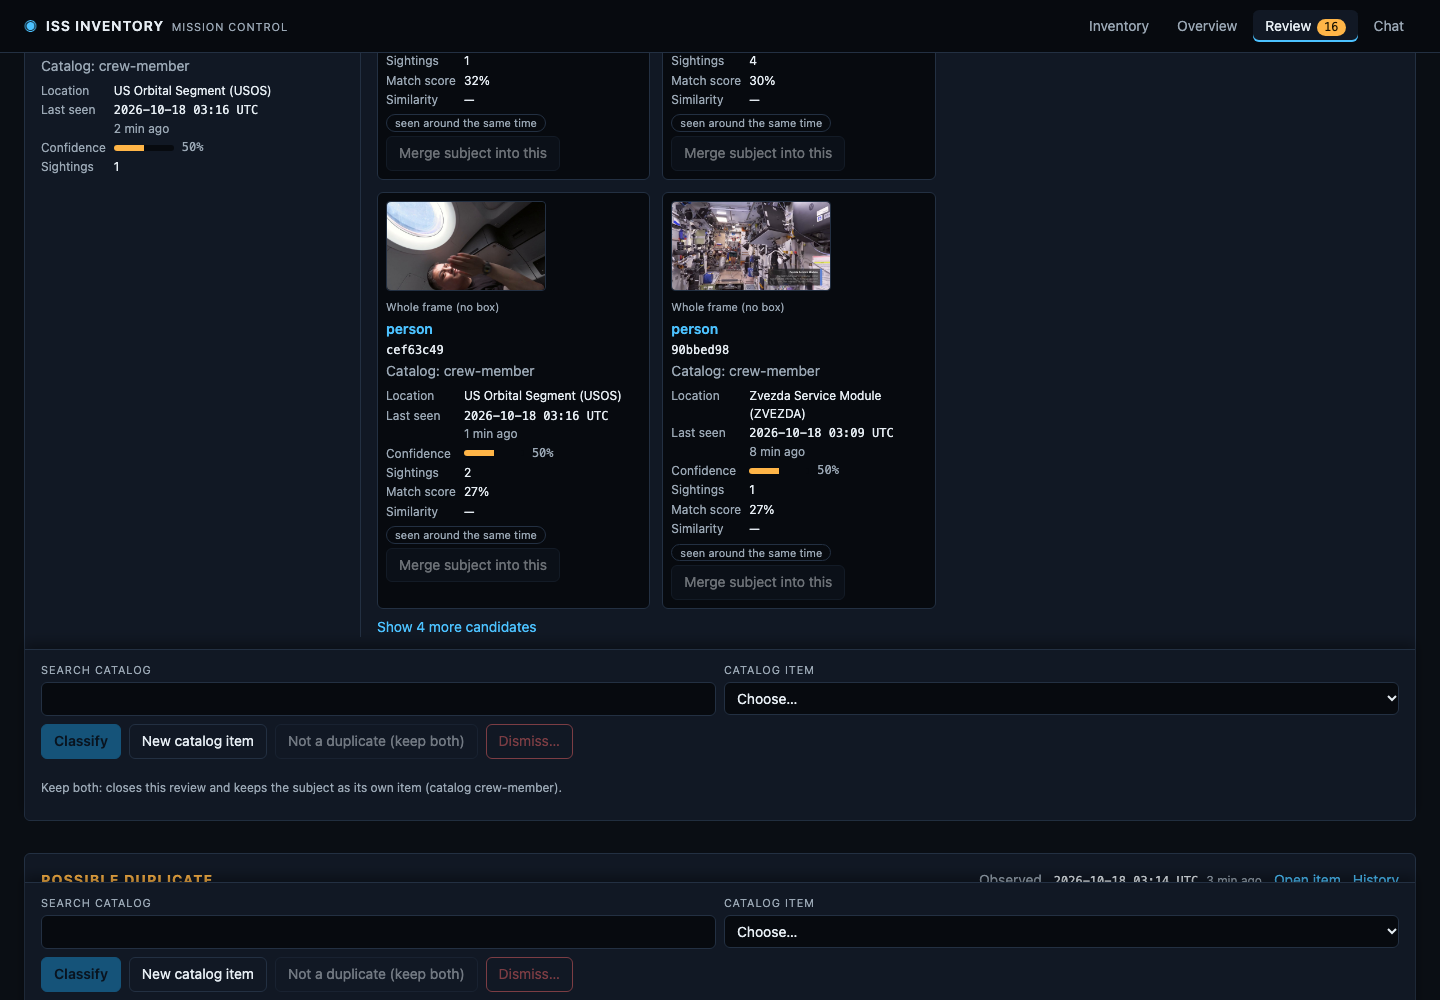 ISS INVENTORY MISSION CONTROL
Inventory
Overview
Review 16
Chat
Catalog: crew-member
Location US Orbital Segment (USOS)
Last seen 2026-10-18 03:16 UTC
2 min ago
Confidence 50%
Sightings 1
Sightings 1
Match score 32%
Similarity —
seen around the same time
Merge subject into this
Sightings 4
Match score 30%
Similarity —
seen around the same time
Merge subject into this
Whole frame (no box)
person
cef63c49
Catalog: crew-member
Location US Orbital Segment (USOS)
Last seen 2026-10-18 03:16 UTC
1 min ago
Confidence 50%
Sightings 2
Match score 27%
Similarity —
seen around the same time
Merge subject into this
Whole frame (no box)
person
90bbed98
Catalog: crew-member
Location Zvezda Service Module
(ZVEZDA)
Last seen 2026-10-18 03:09 UTC
8 min ago
Confidence 50%
Sightings 1
Match score 27%
Similarity —
seen around the same time
Merge subject into this
Show 4 more candidates
SEARCH CATALOG
CATALOG ITEM
Choose...
Classify
New catalog item
Not a duplicate (keep both)
Dismiss...
Keep both: closes this review and keeps the subject as its own item (catalog crew-member).
POSSIBLE DUPLICATE
Observed 2026-10-18 03:14 UTC 3 min ago Open item History
SEARCH CATALOG
CATALOG ITEM
Choose...
Classify
New catalog item
Not a duplicate (keep both)
Dismiss...